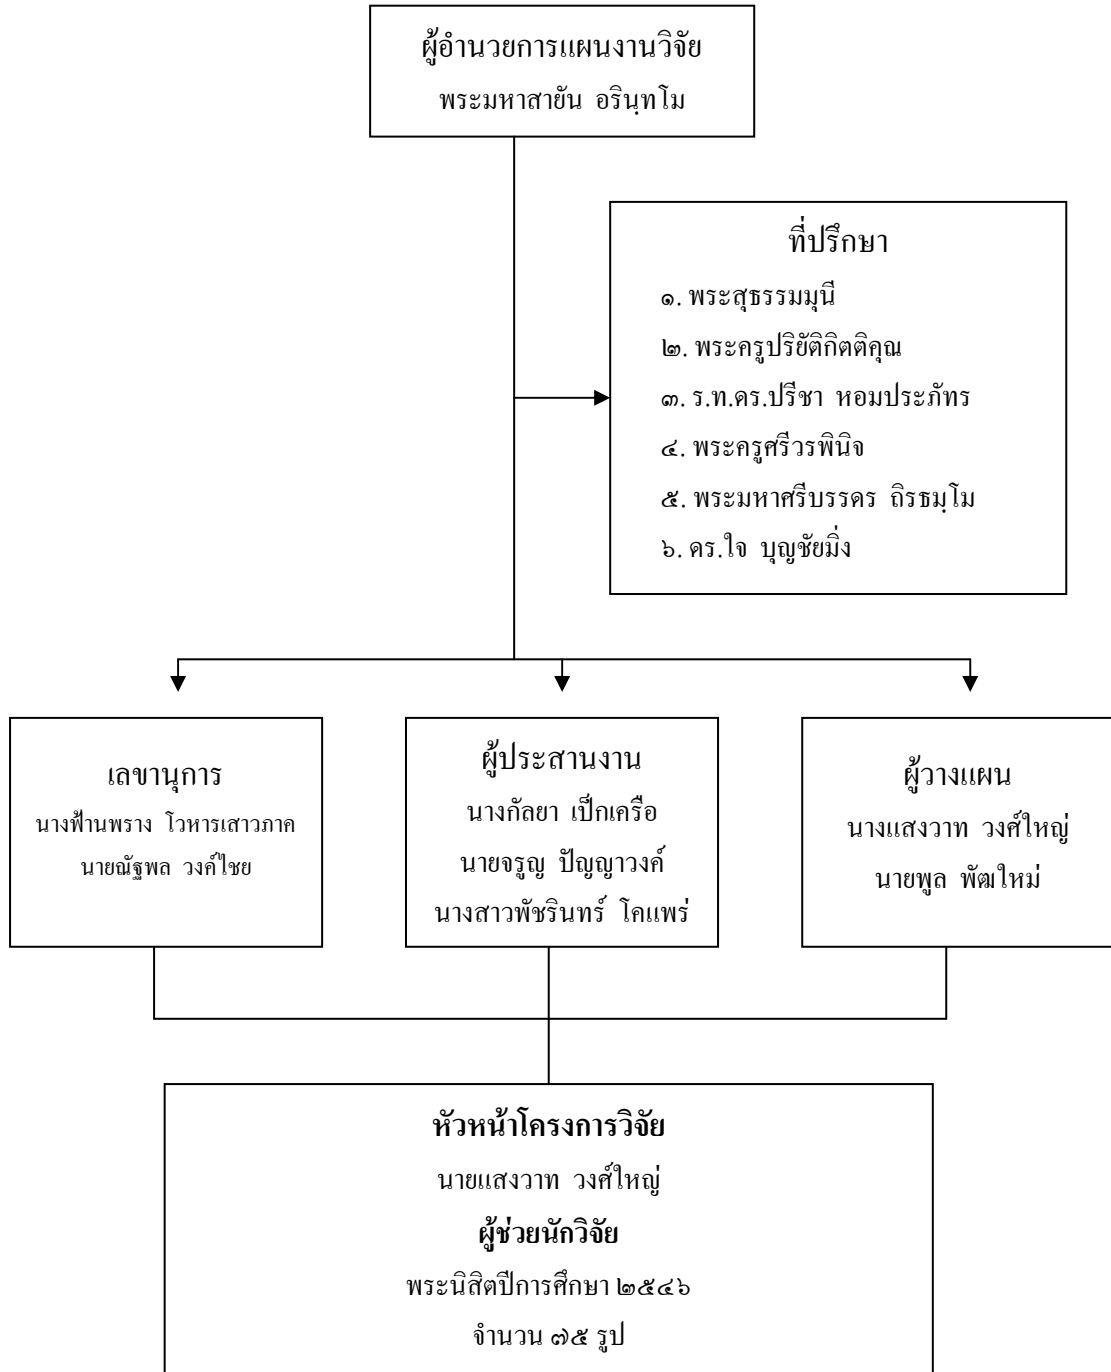 ผู้อำนวยการแผนงานวิจัย
พระมหาสายัน อรินฺทโม
ที่ปรึกษา
๑. พระสุธรรมมุนี
๒. พระครูปริยัติกิตติคุณ
๓. ร.ท.ดร.ปรีชา หอมประภัทร
๔. พระครูศรีวรพินิจ
๕. พระมหาศรีบรรดร ถิรธมฺโม
๖. ดร.ใจ บุญชัยมิ่ง
เลขานุการ
นางฟ้านพราง โวหารเสาวภาค
นายณัฐพล วงค์ไชย
ผู้ประสานงาน
นางกัลยา เป็กเครือ
นายจรูญ ปัญญาวงค์
นางสาวพัชรินทร์ โคแพร่
ผู้วางแผน
นางแสงวาท วงศ์ใหญ่
นายพูล พัฒใหม่
หัวหน้าโครงการวิจัย
นายแสงวาท วงศ์ใหญ่
ผู้ช่วยนักวิจัย
พระนิสิตปีการศึกษา ๒๕๔๖
จำนวน ๗๕ รูป